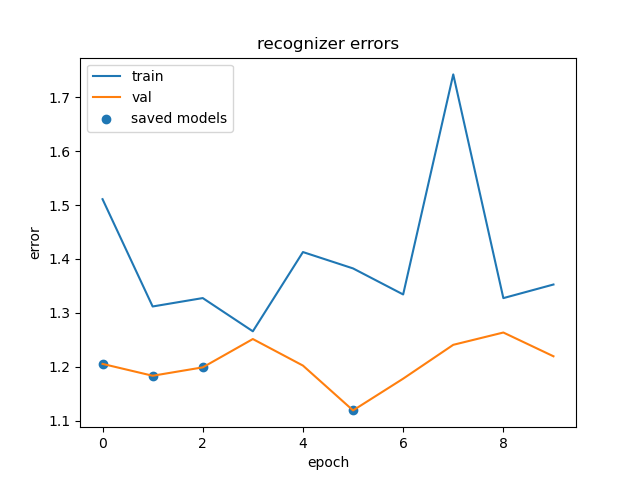 recognizer errors
train
val
saved models
1.7
1.6
1.5
1.4
1.3
1.2
1.1
error
0
2
4
6
8
epoch